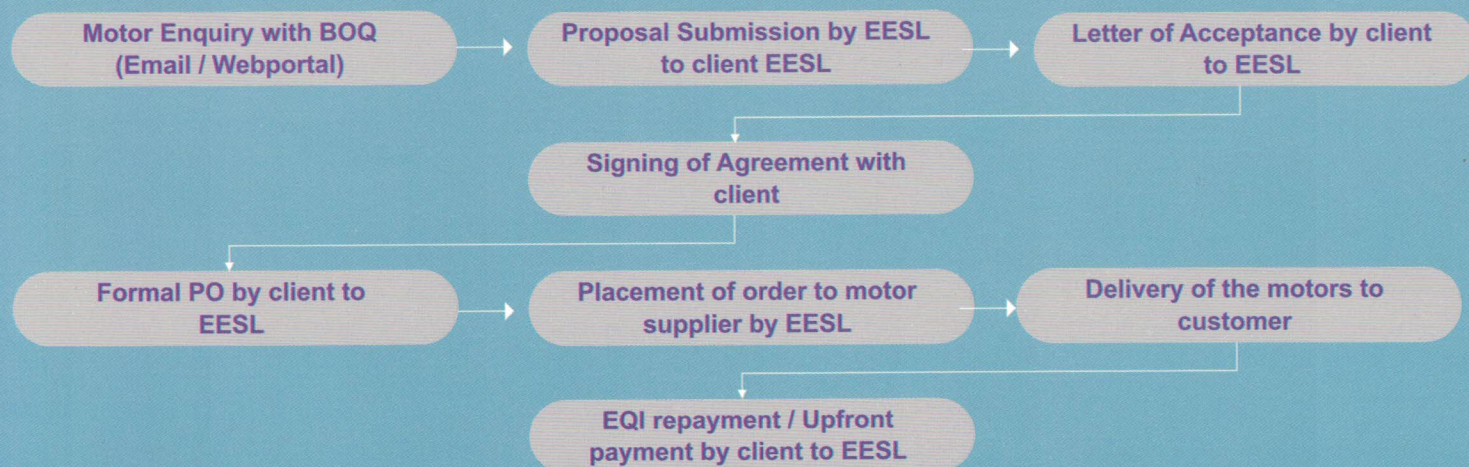 Motor Enquiry with BOQ
(Email / Webportal)
Proposal Submission by EESL
to client EESL
Letter of Acceptance by client
to EESL
Signing of Agreement with
client
Formal PO by client to
EESL
Placement of order to motor
supplier by EESL
Delivery of the motors to
customer
EQI repayment / Upfront
payment by client to EESL